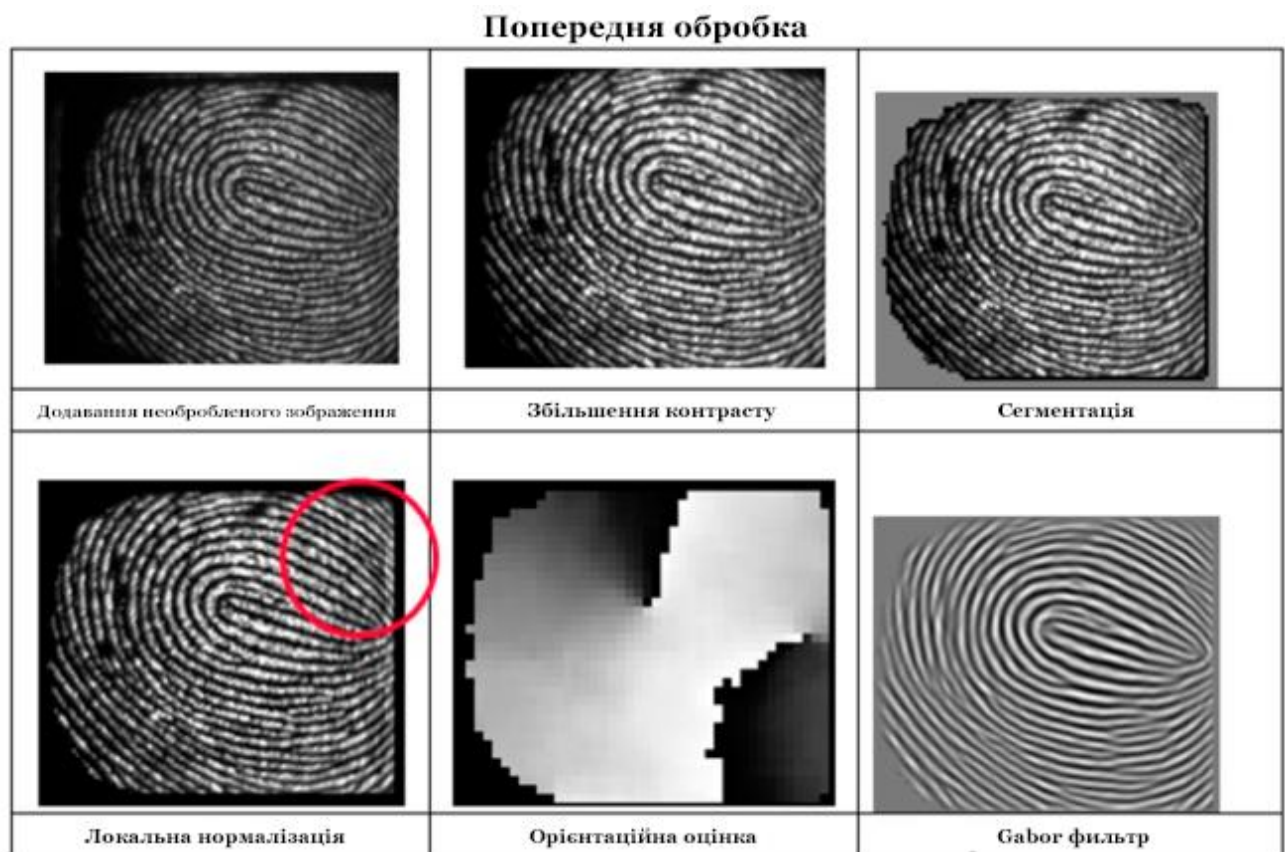 Попередня обробка
Додавання необробленого зображення
Збільшення контрасту
Сегментація
Локальна нормалізація
Орієнтаційна оцінка
Gabor фильтр